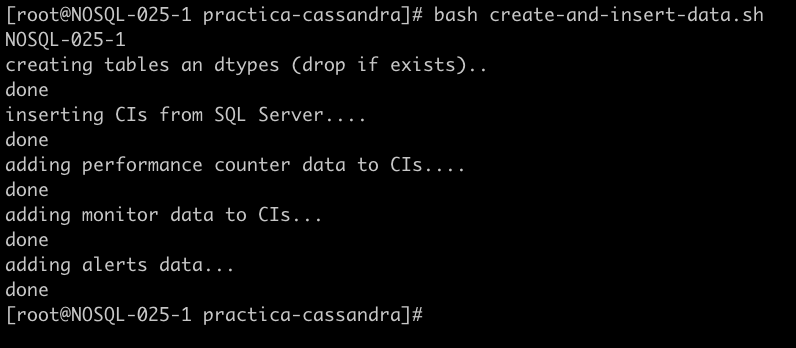 [root@NOSQL-025-1 practica-cassandra]# bash create-and-insert-data.sh
NOSQL-025-1
creating tables an dtypes (drop if exists)..
done
inserting CIs from SQL Server....
done
adding performance counter data to CIs....
done
adding monitor data to CIs...
done
adding alerts data...
done
[root@NOSQL-025-1 practica-cassandra]#